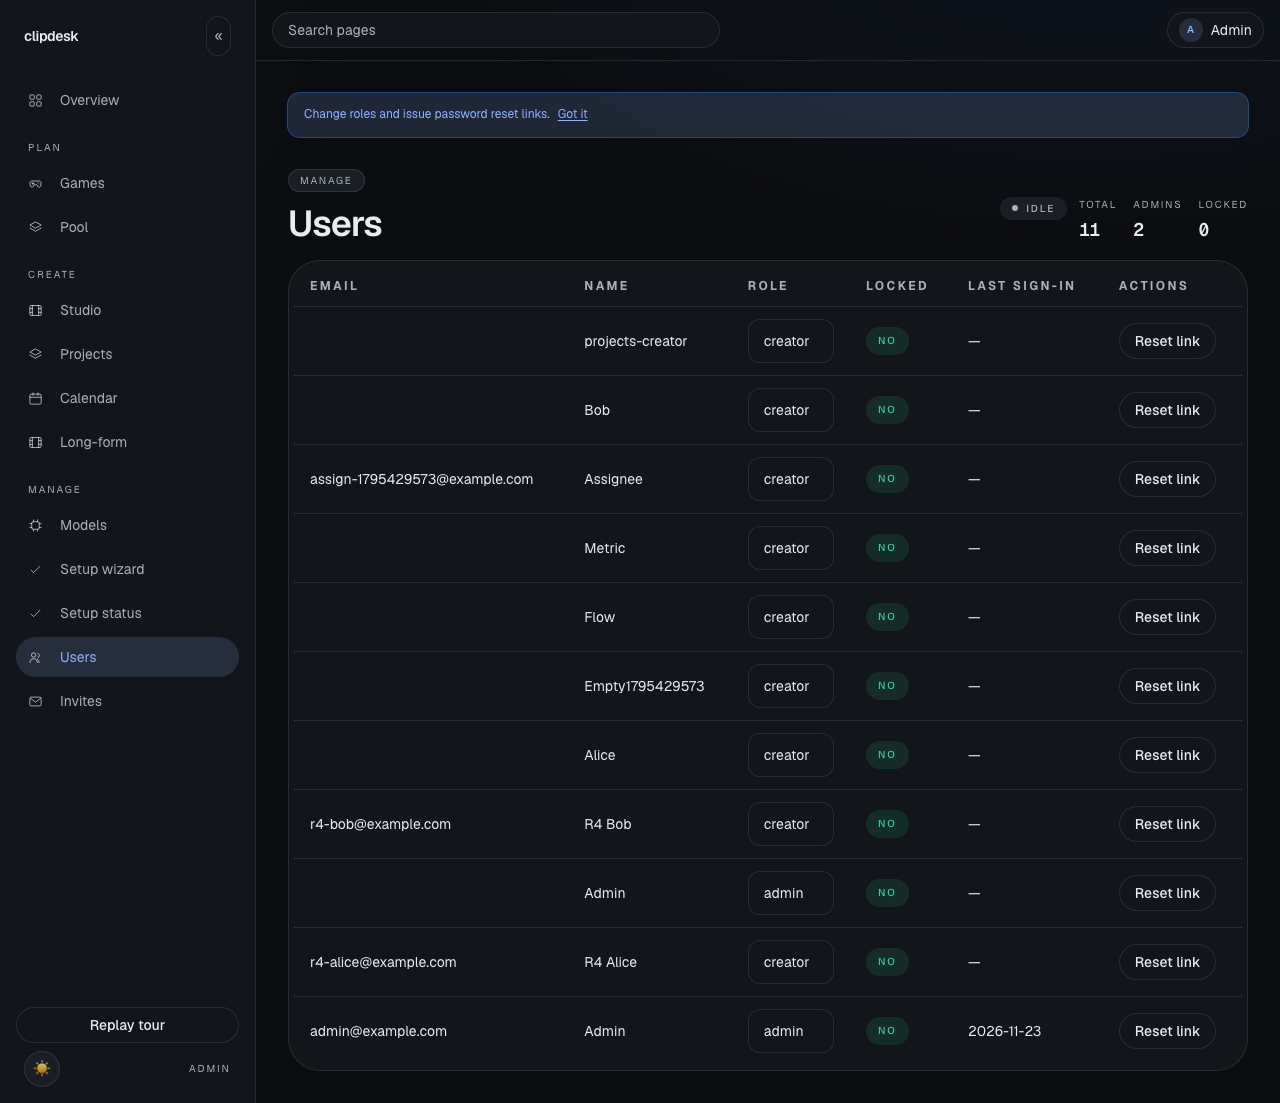 clipdesk
«
Search pages
A
Admin
Overview
PLAN
Games
Pool
CREATE
Studio
Projects
Calendar
Long-form
MANAGE
Models
Setup wizard
Setup status
Users
Invites
Replay tour
ADMIN
Change roles and issue password reset links. Got it
MANAGE
Users
IDLE
TOTAL ADMINS LOCKED
11 2 0
EMAIL NAME ROLE LOCKED LAST SIGN-IN ACTIONS
projects-creator creator NO — Reset link
Bob creator NO — Reset link
assign-1795429573@example.com Assignee creator NO — Reset link
Metric creator NO — Reset link
Flow creator NO — Reset link
Empty1795429573 creator NO — Reset link
Alice creator NO — Reset link
r4-bob@example.com R4 Bob creator NO — Reset link
Admin admin NO — Reset link
r4-alice@example.com R4 Alice creator NO — Reset link
admin@example.com Admin admin NO 2026-11-23 Reset link